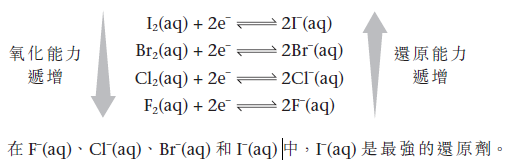 I₂(aq) + 2e⁻ ⇌ 2I⁻(aq)
氧化能力 Br₂(aq) + 2e⁻ ⇌ 2Br⁻(aq) 還原能力
遞增 Cl₂(aq) + 2e⁻ ⇌ 2Cl⁻(aq) 遞增
F₂(aq) + 2e⁻ ⇌ 2F⁻(aq)
在 F⁻(aq)、Cl⁻(aq)、Br⁻(aq) 和 I⁻(aq) 中，I⁻(aq) 是最強的還原劑。